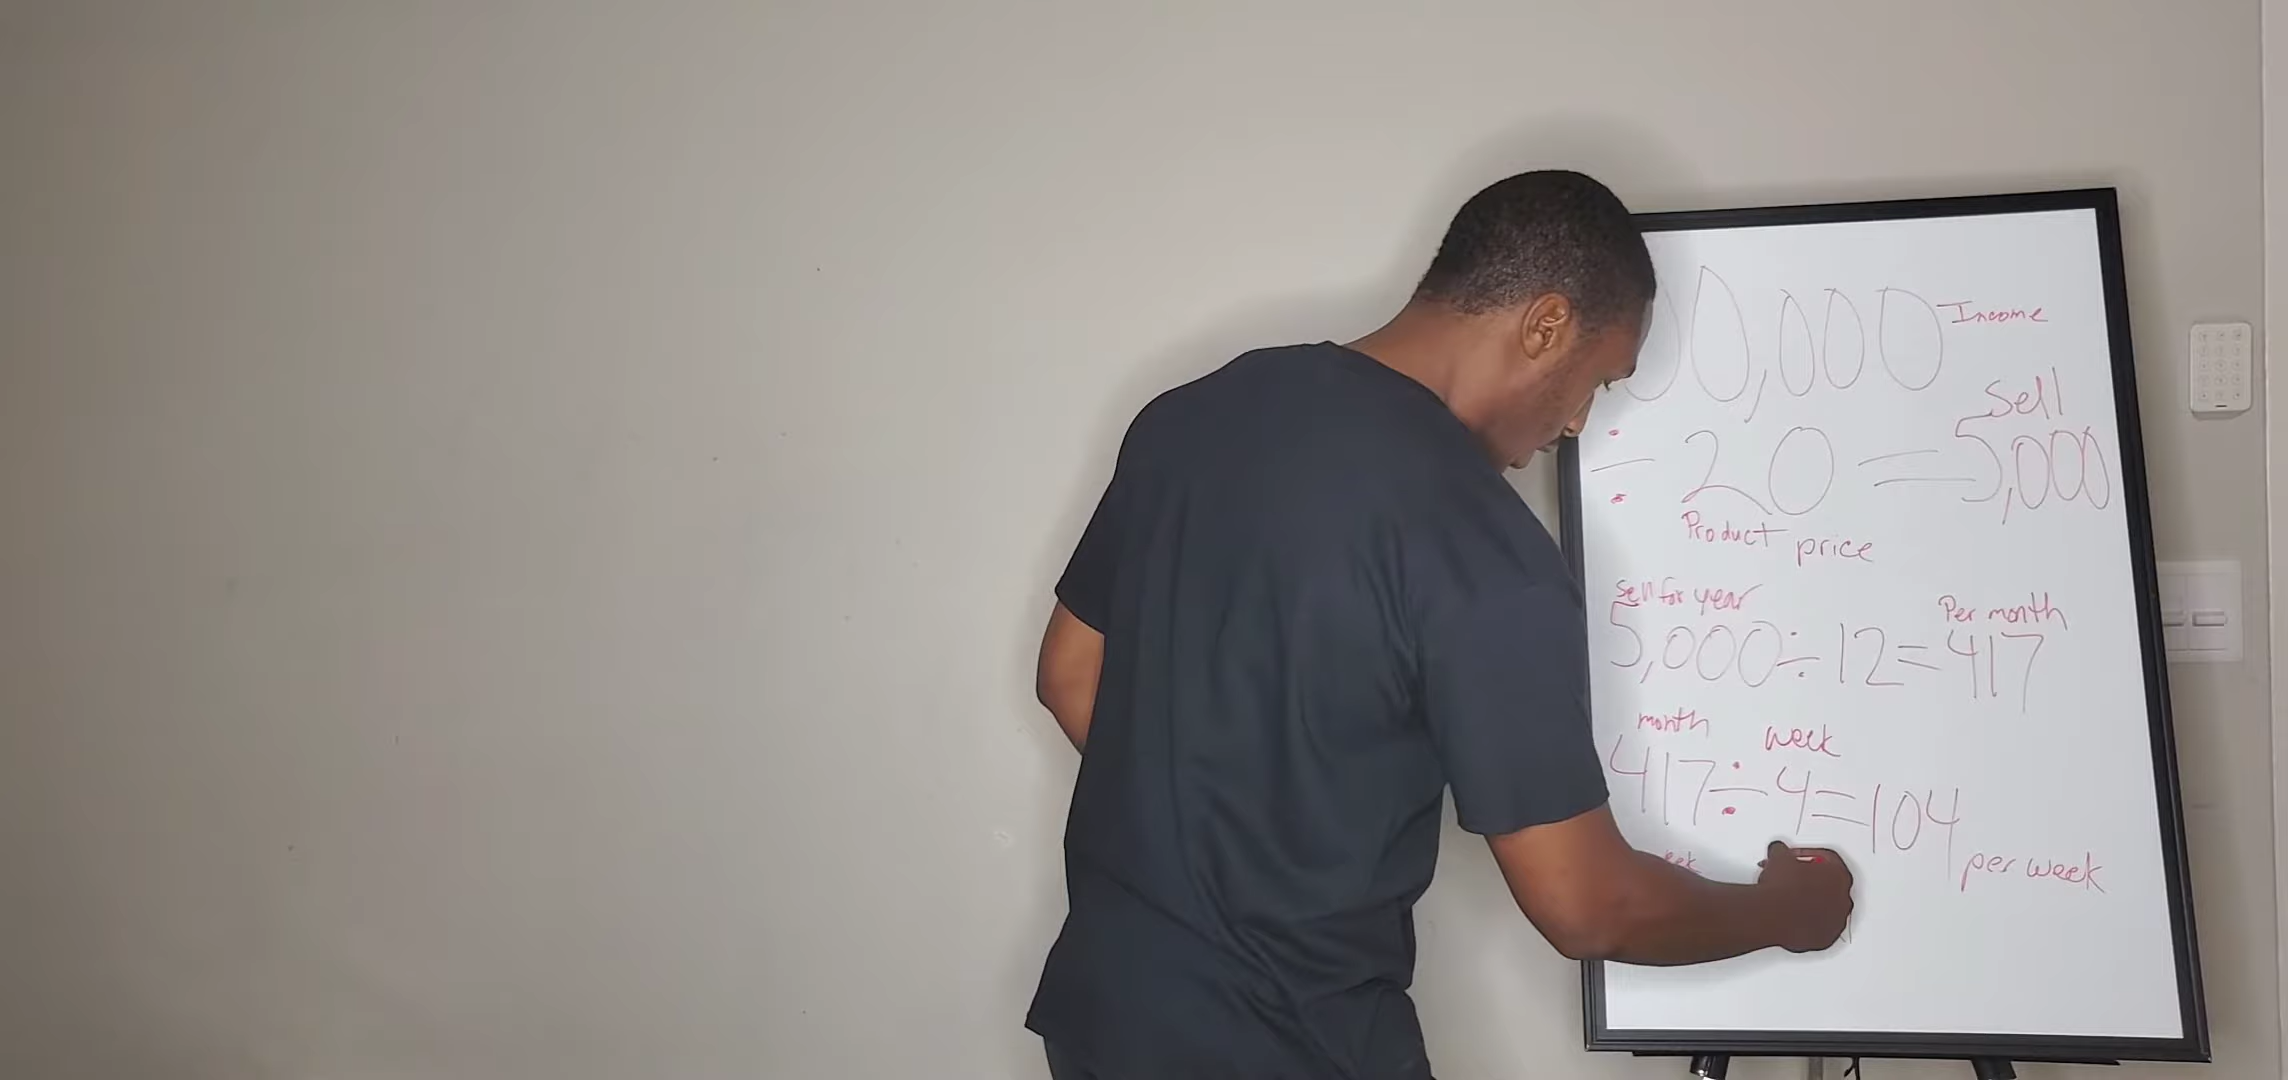 00,000 Income
Sell
÷ 20 = 5,000
Product price
Sell for year
Per month
5,000 ÷ 12 = 417
month week
417 ÷ 4 = 104
per week